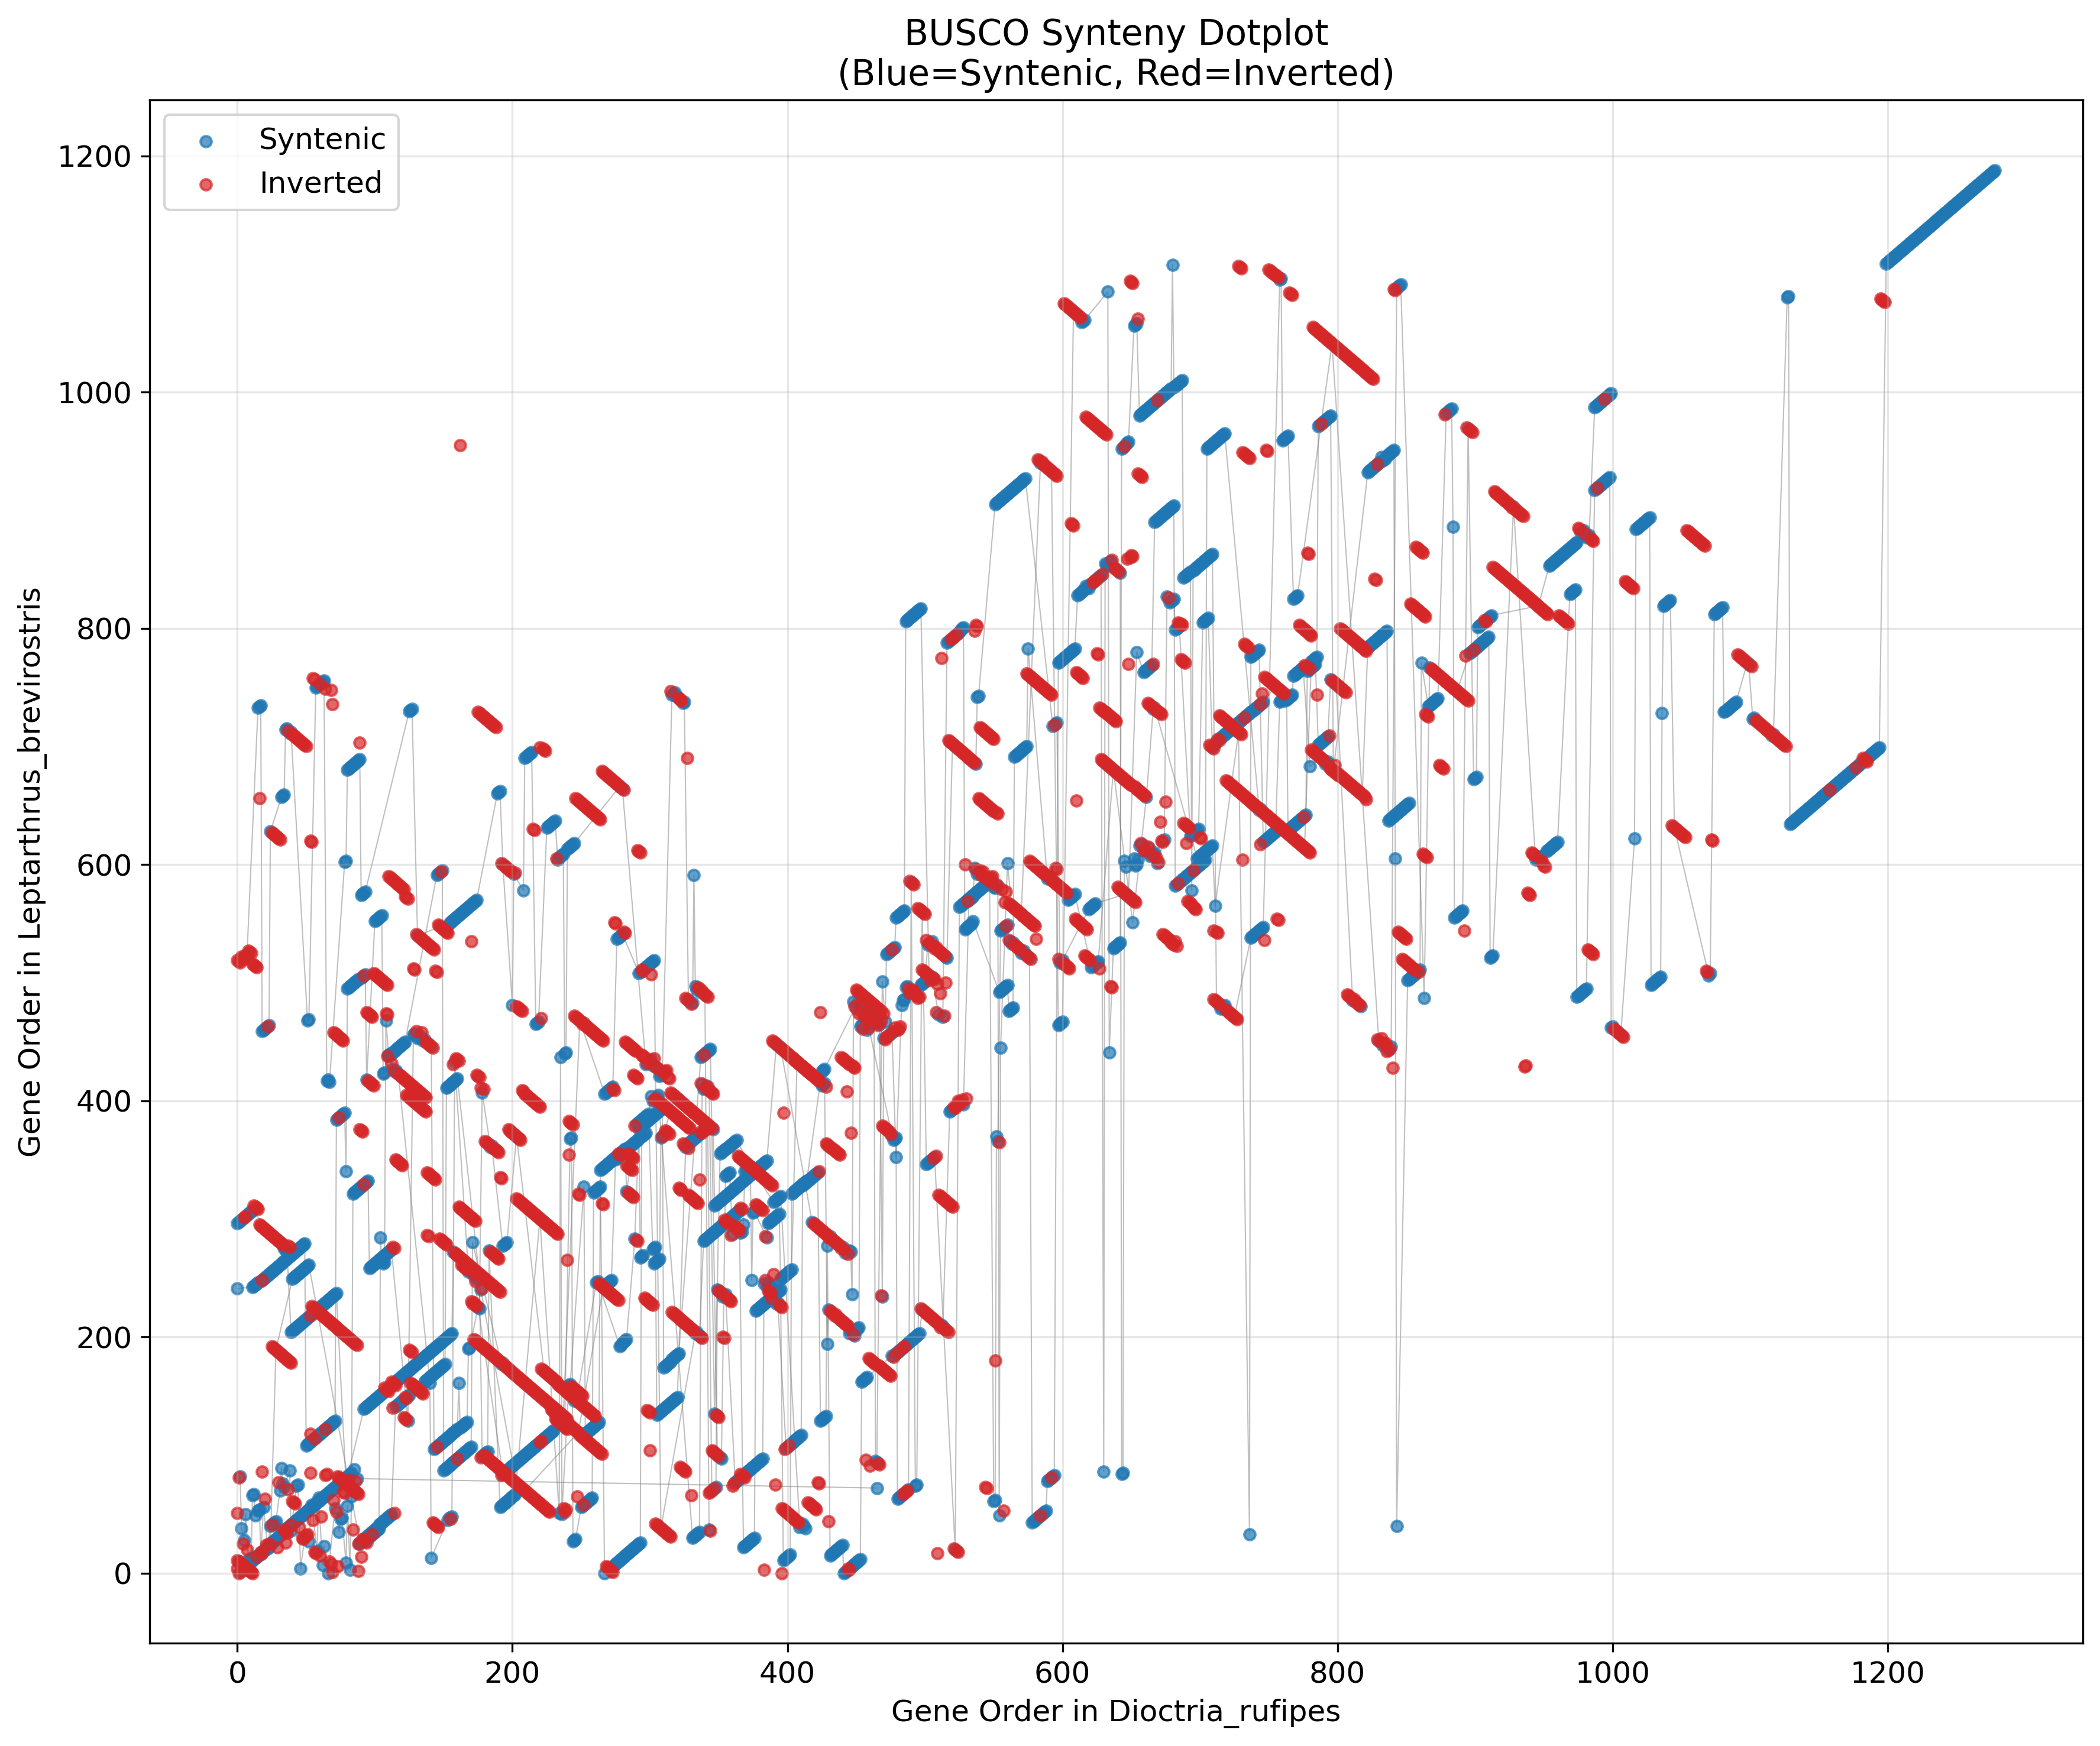 BUSCO Synteny Dotplot
(Blue=Syntenic, Red=Inverted)
Syntenic
Inverted
Gene Order in Leptarthrus_brevirostris
1200
1000
800
600
400
200
0
0 200 400 600 800 1000 1200
Gene Order in Dioctria_rufipes